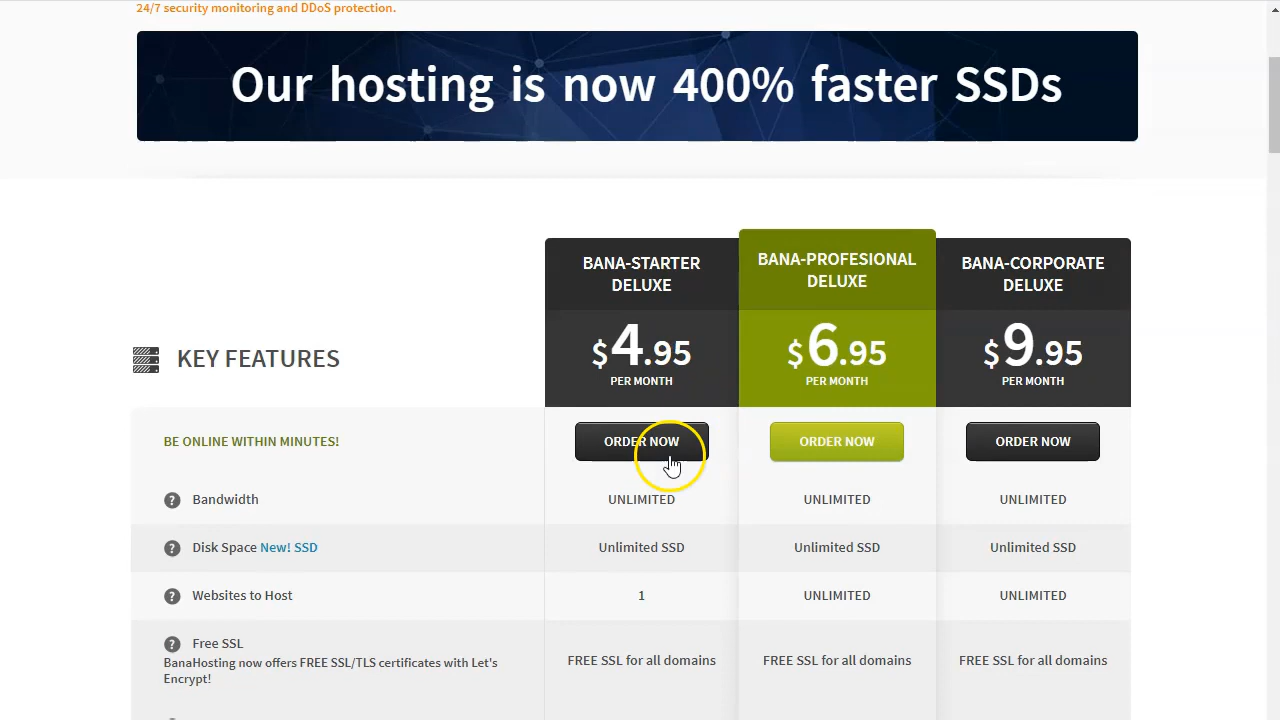 24/7 security monitoring and DDoS protection.
Our hosting is now 400% faster SSDs
BANA-STARTER DELUXE
BANA-PROFESIONAL DELUXE
BANA-CORPORATE DELUXE
KEY FEATURES
$4.95 PER MONTH
$6.95 PER MONTH
$9.95 PER MONTH
BE ONLINE WITHIN MINUTES!
ORDER NOW
ORDER NOW
ORDER NOW
? Bandwidth
UNLIMITED
UNLIMITED
UNLIMITED
? Disk Space New! SSD
Unlimited SSD
Unlimited SSD
Unlimited SSD
? Websites to Host
1
UNLIMITED
UNLIMITED
? Free SSL
BanaHosting now offers FREE SSL/TLS certificates with Let's
Encrypt!
FREE SSL for all domains
FREE SSL for all domains
FREE SSL for all domains